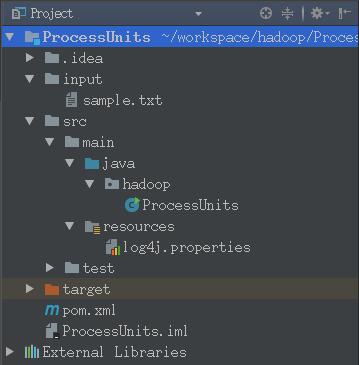 Project
ProcessUnits ~/workspace/hadoop/Proces
.idea
input
sample.txt
src
main
java
hadoop
ProcessUnits
resources
log4j.properties
test
target
pom.xml
ProcessUnits.iml
External Libraries